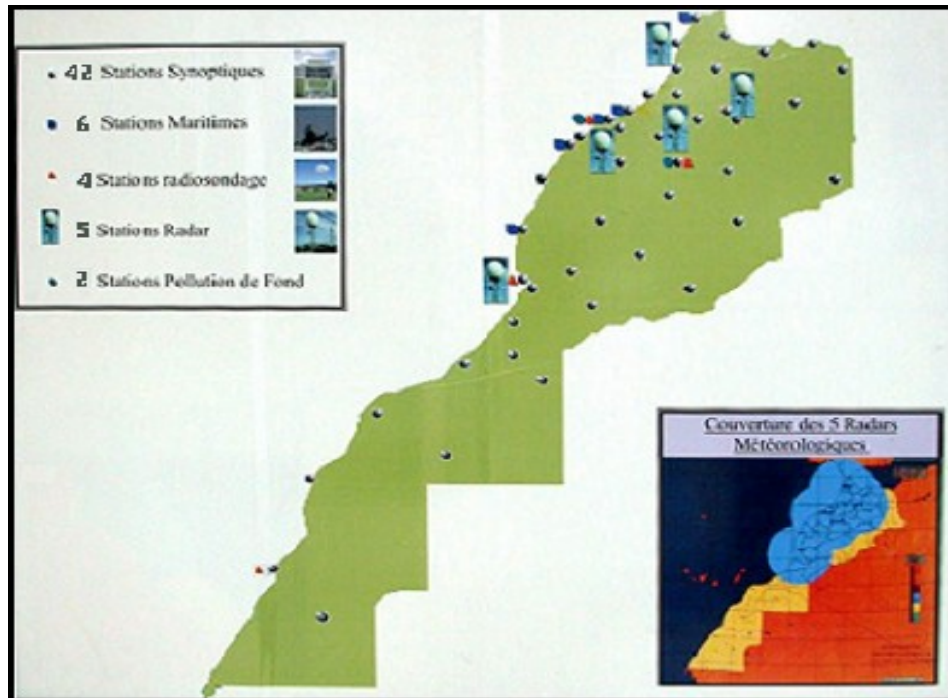 42 Stations Synoptiques
6 Stations Maritimes
4 Stations radiosondage
5 Stations Radar
2 Stations Pollution de Fond
Couverture des 5 Radars
Météorologiques